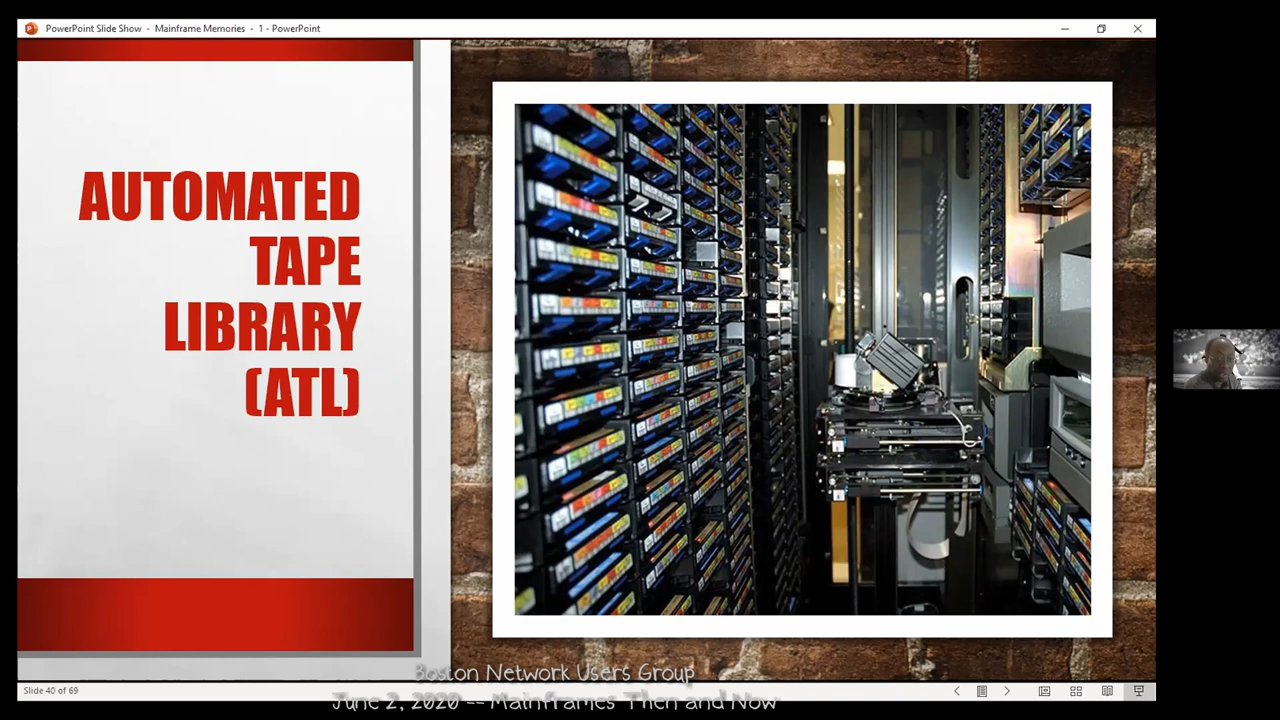 PowerPoint Slide Show - Mainframe Memories - 1 - PowerPoint
AUTOMATED
TAPE
LIBRARY
(ATL)
Boston Network Users Group
June 2, 2020 -- Mainframes Then and Now
Slide 40 of 69